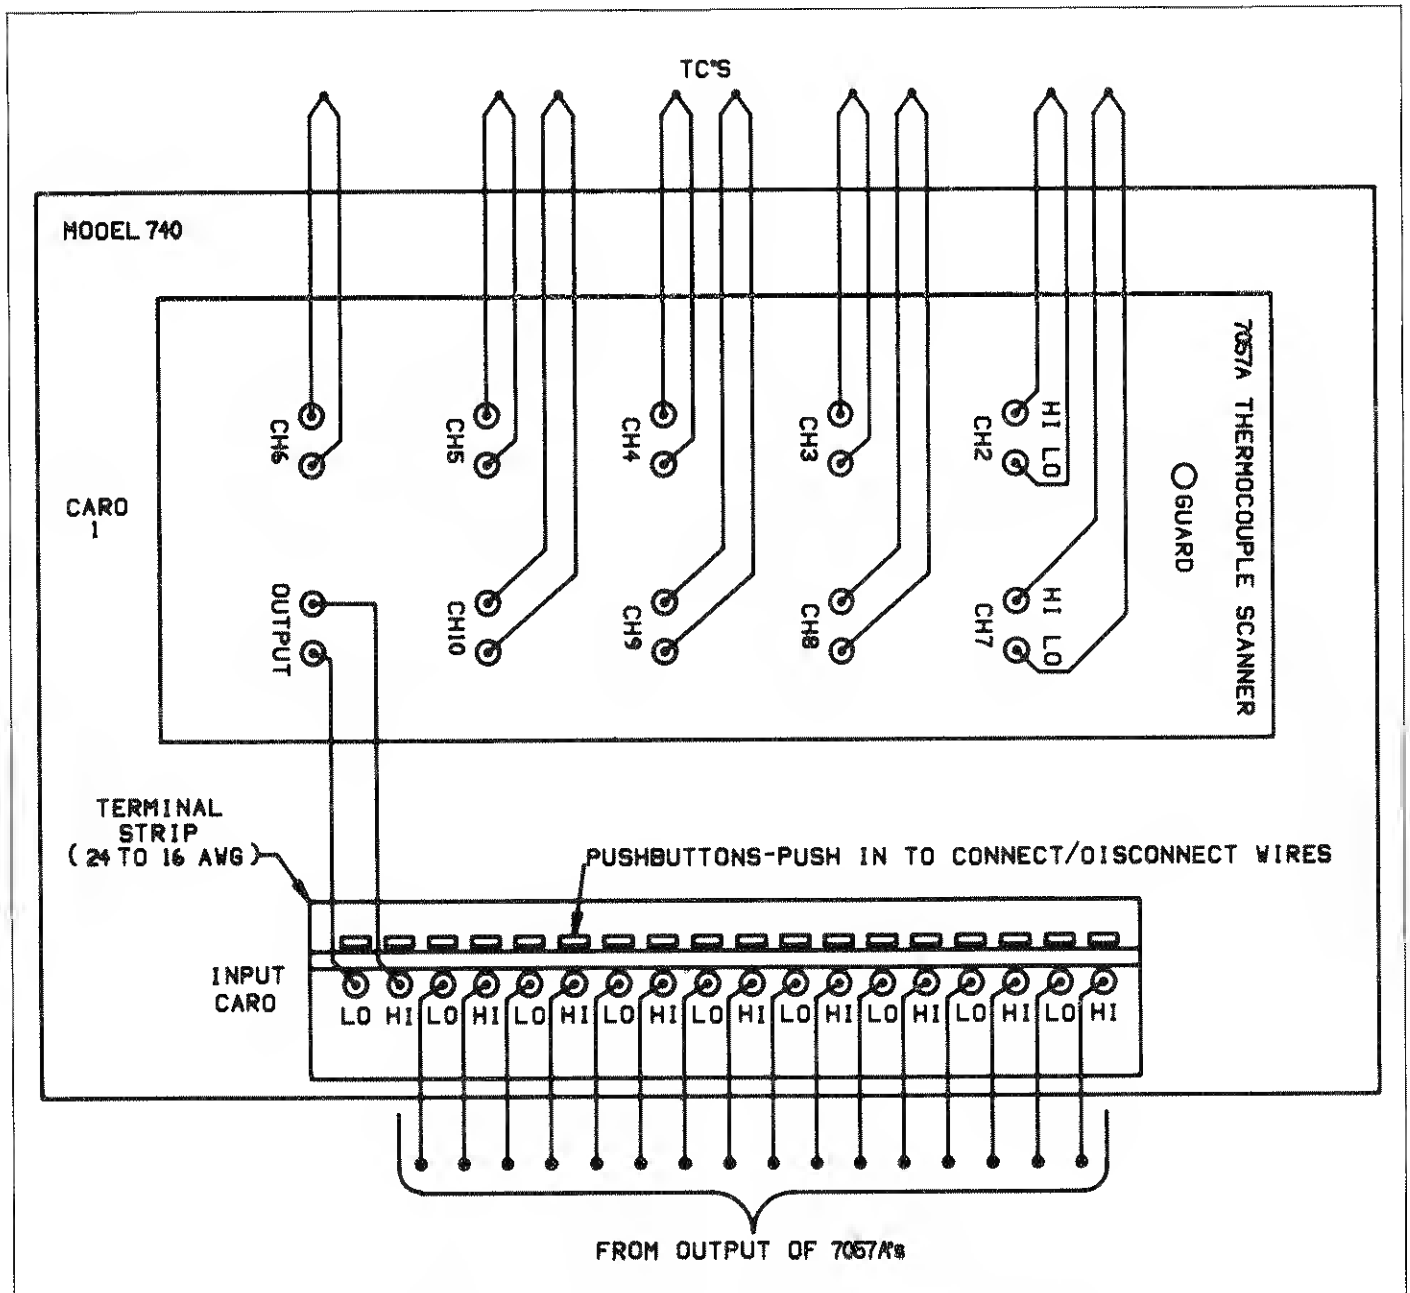 TC'S
MODEL 740
7057A THERMOCOUPLE SCANNER
CH6
CH5
CH4
CH3
CH2
HI
LO
GUARD
CARD
1
OUTPUT
CH10
CH9
CH8
CH7
HI
LO
TERMINAL
STRIP
(24 TO 16 AWG)
PUSHBUTTONS-PUSH IN TO CONNECT/DISCONNECT WIRES
INPUT
CARD
LO HI LO HI LO HI LO HI LO HI LO HI LO HI LO HI LO HI
FROM OUTPUT OF 7057A's